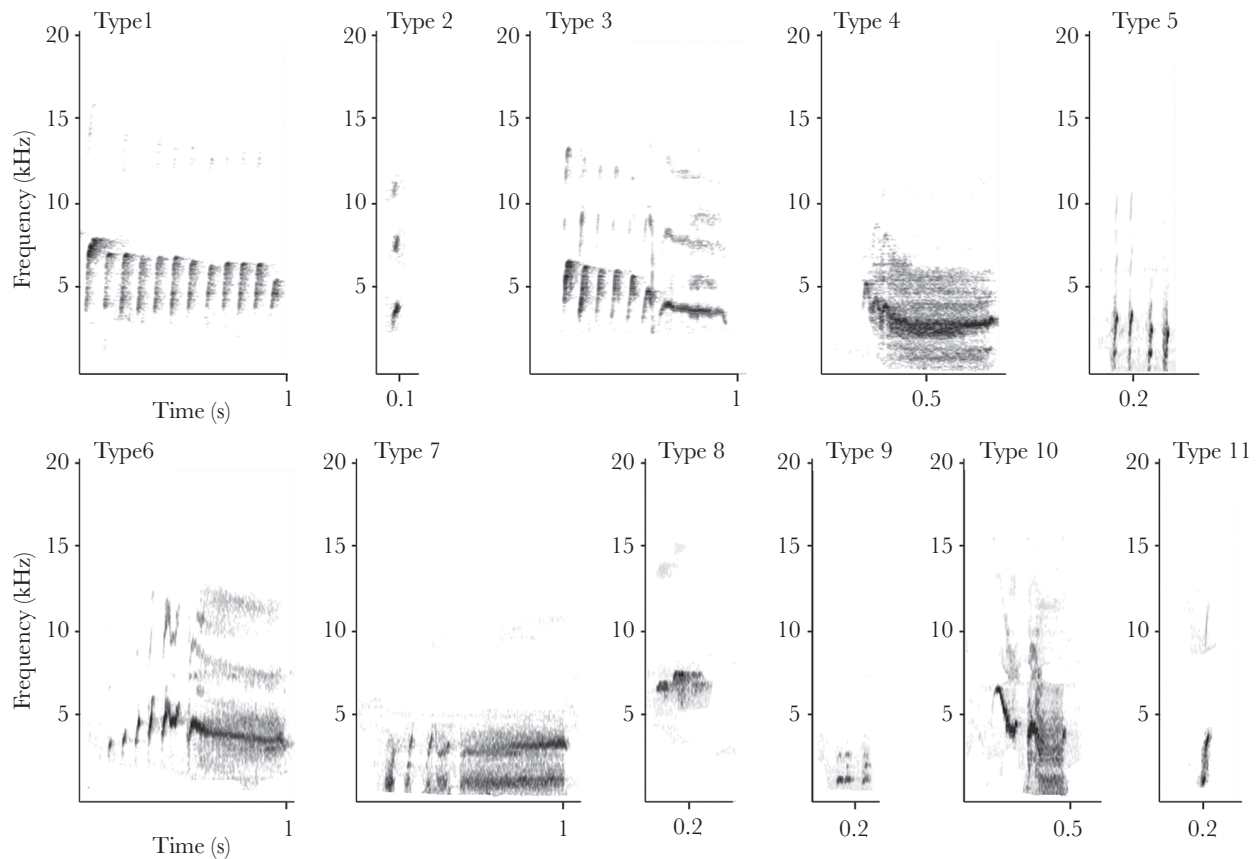 Type1 Type 2 Type 3 Type 4 Type 5
20 20 20 20 20
15 15 15 15 15
10 10 10 10 10
5 5 5 5 5
Frequency (kHz)
1 0.1 1 0.5 0.2
Time (s)
Type6 Type 7 Type 8 Type 9 Type 10 Type 11
20 20 20 20 20 20
15 15 15 15 15 15
10 10 10 10 10 10
5 5 5 5 5 5
Frequency (kHz)
1 1 0.2 0.2 0.5 0.2
Time (s)